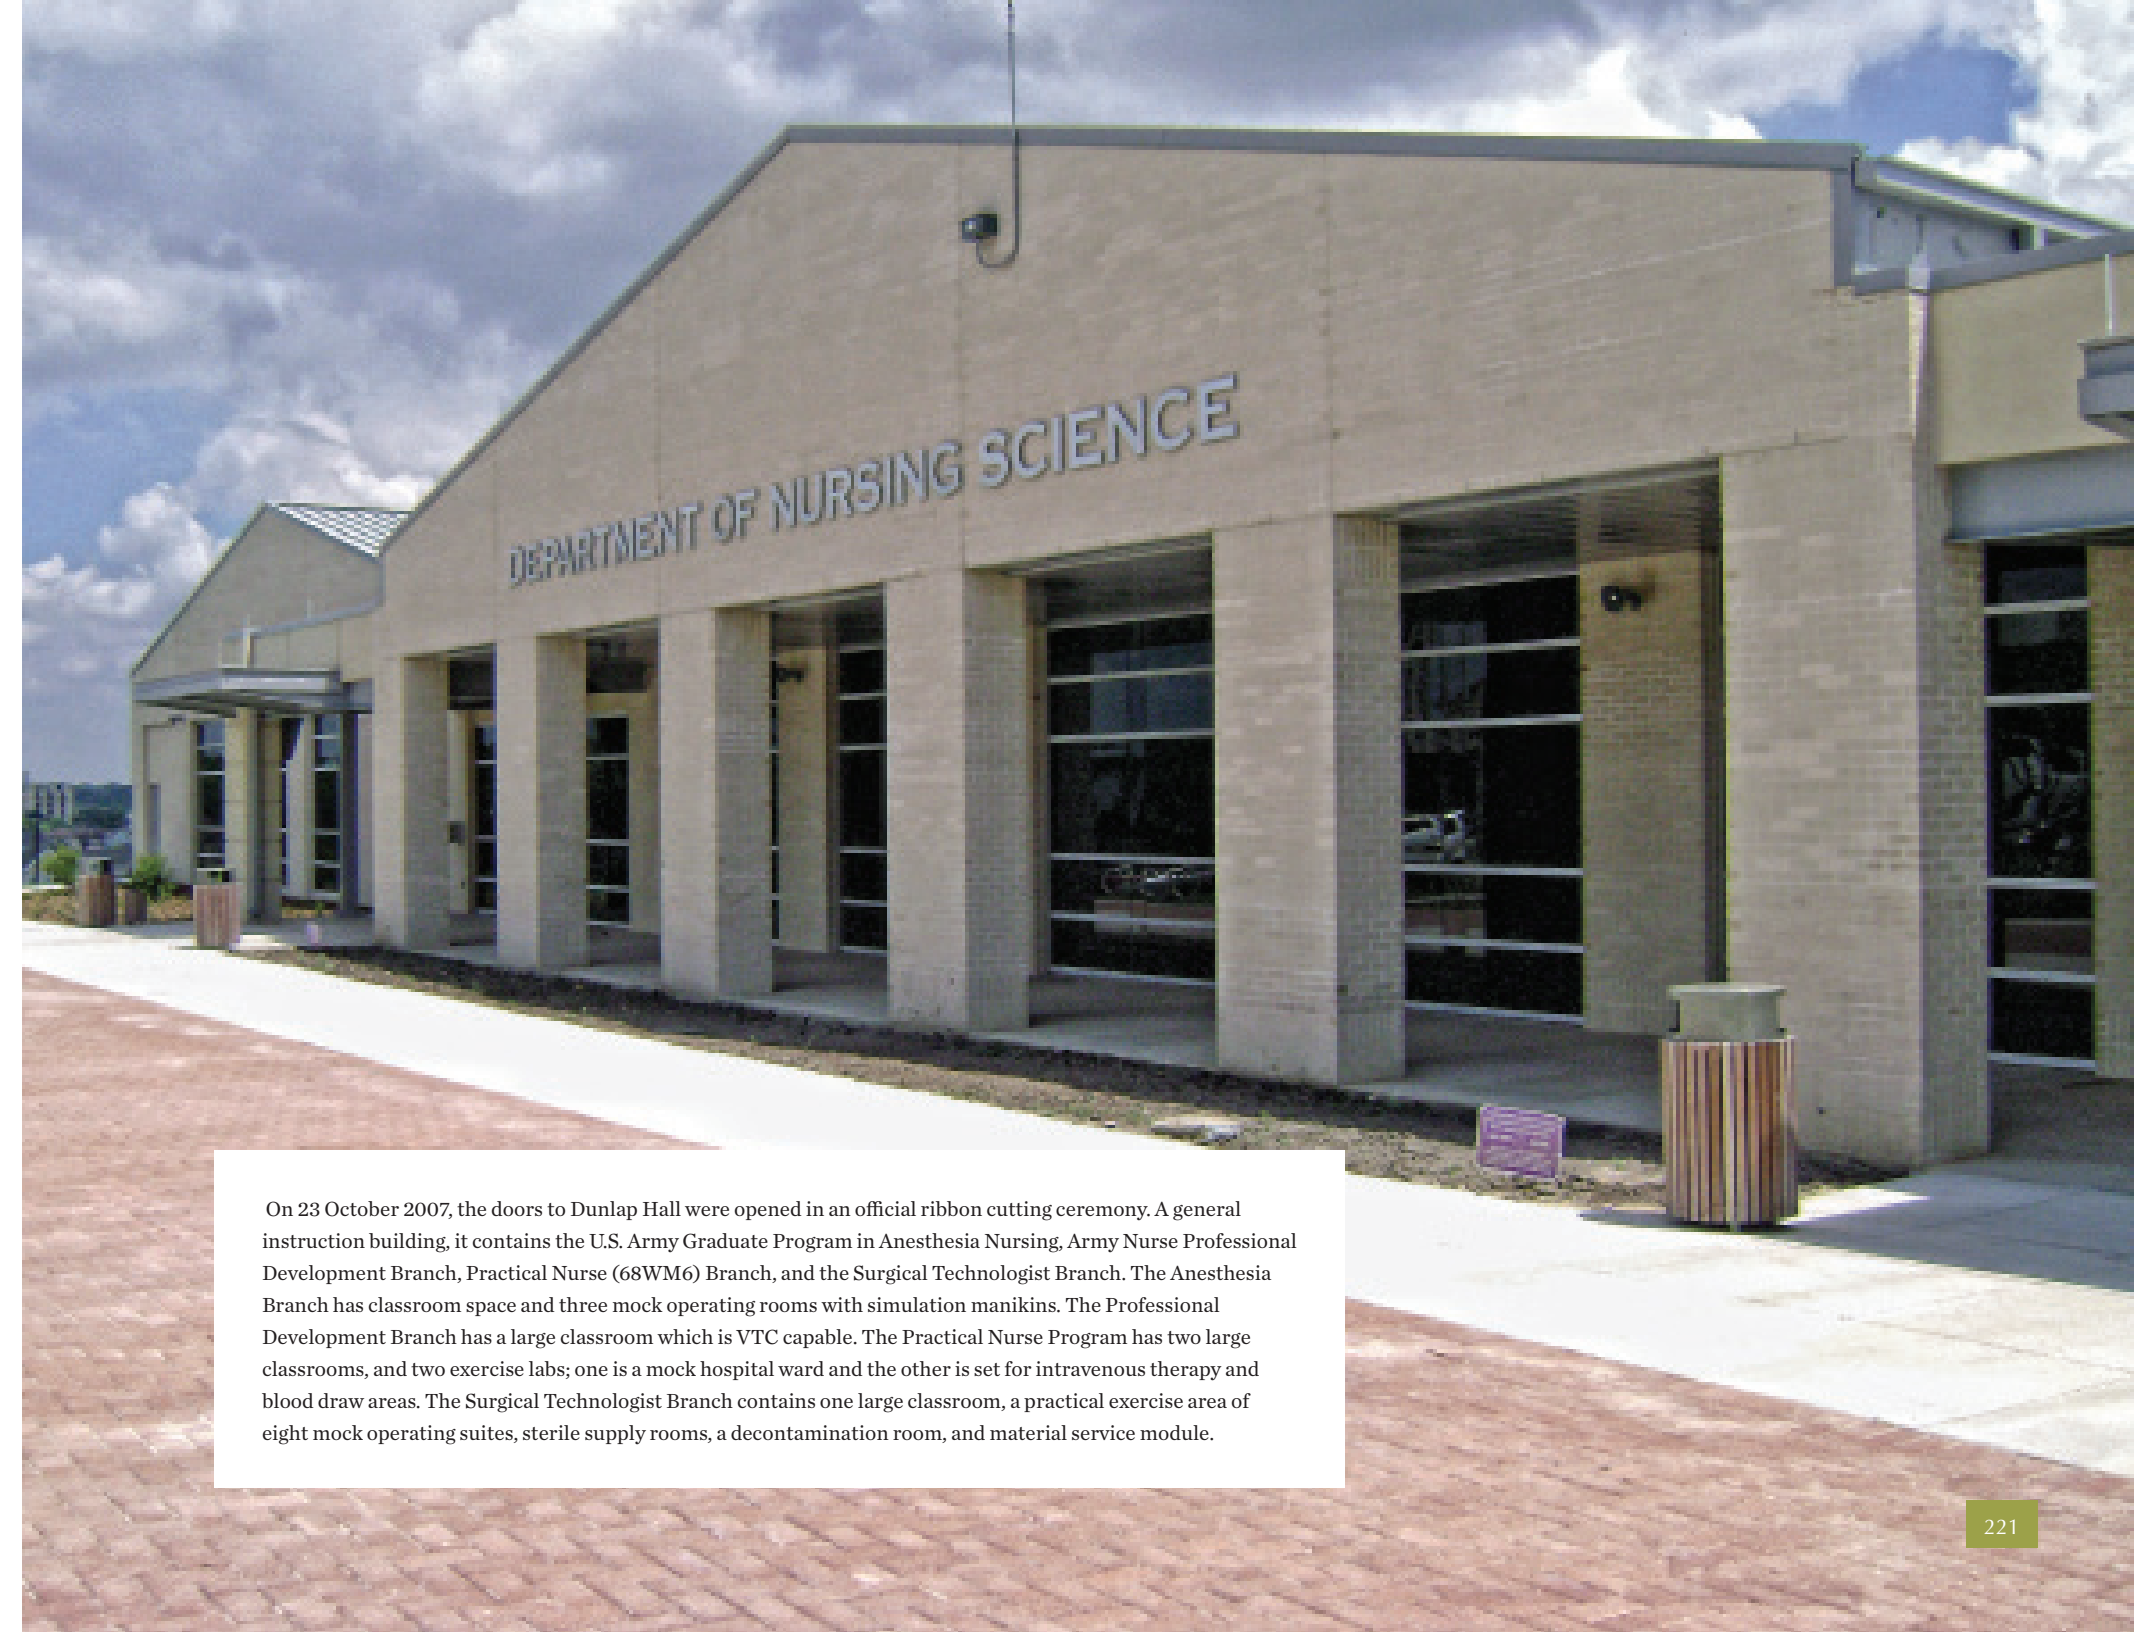 DEPARTMENT OF NURSING SCIENCE
On 23 October 2007, the doors to Dunlap Hall were opened in an official ribbon cutting ceremony. A general
instruction building, it contains the U.S. Army Graduate Program in Anesthesia Nursing, Army Nurse Professional
Development Branch, Practical Nurse (68WM6) Branch, and the Surgical Technologist Branch. The Anesthesia
Branch has classroom space and three mock operating rooms with simulation manikins. The Professional
Development Branch has a large classroom which is VTC capable. The Practical Nurse Program has two large
classrooms, and two exercise labs; one is a mock hospital ward and the other is set for intravenous therapy and
blood draw areas. The Surgical Technologist Branch contains one large classroom, a practical exercise area of
eight mock operating suites, sterile supply rooms, a decontamination room, and material service module.
221